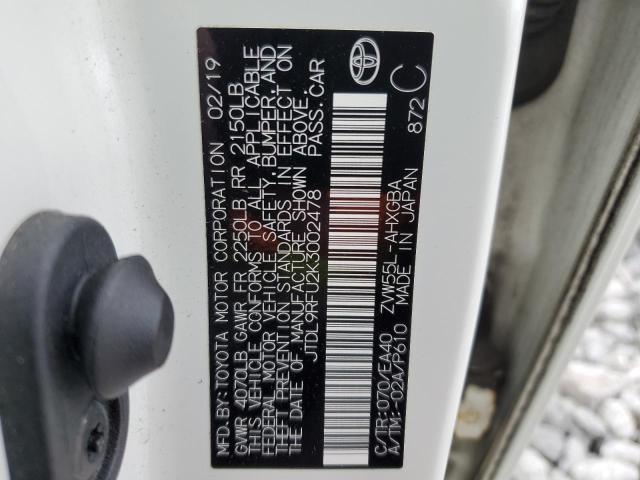 MFD. BY: TOYOTA MOTOR CORPORATION 02/19
GVWR 4070LB GAWR FR 2250LB RR 2150LB
THIS VEHICLE CONFORMS TO ALL APPLICABLE
FEDERAL MOTOR VEHICLE SAFETY, BUMPER, AND
THEFT PREVENTION STANDARDS IN EFFECT ON
THE DATE OF MANUFACTURE SHOWN ABOVE.
JTDL9RFU2K3002478 PASS. CAR
C/TR:070/EA40 ZVW55L-AHXGBA
A/TM:-02A/P610 MADE IN JAPAN 872 C